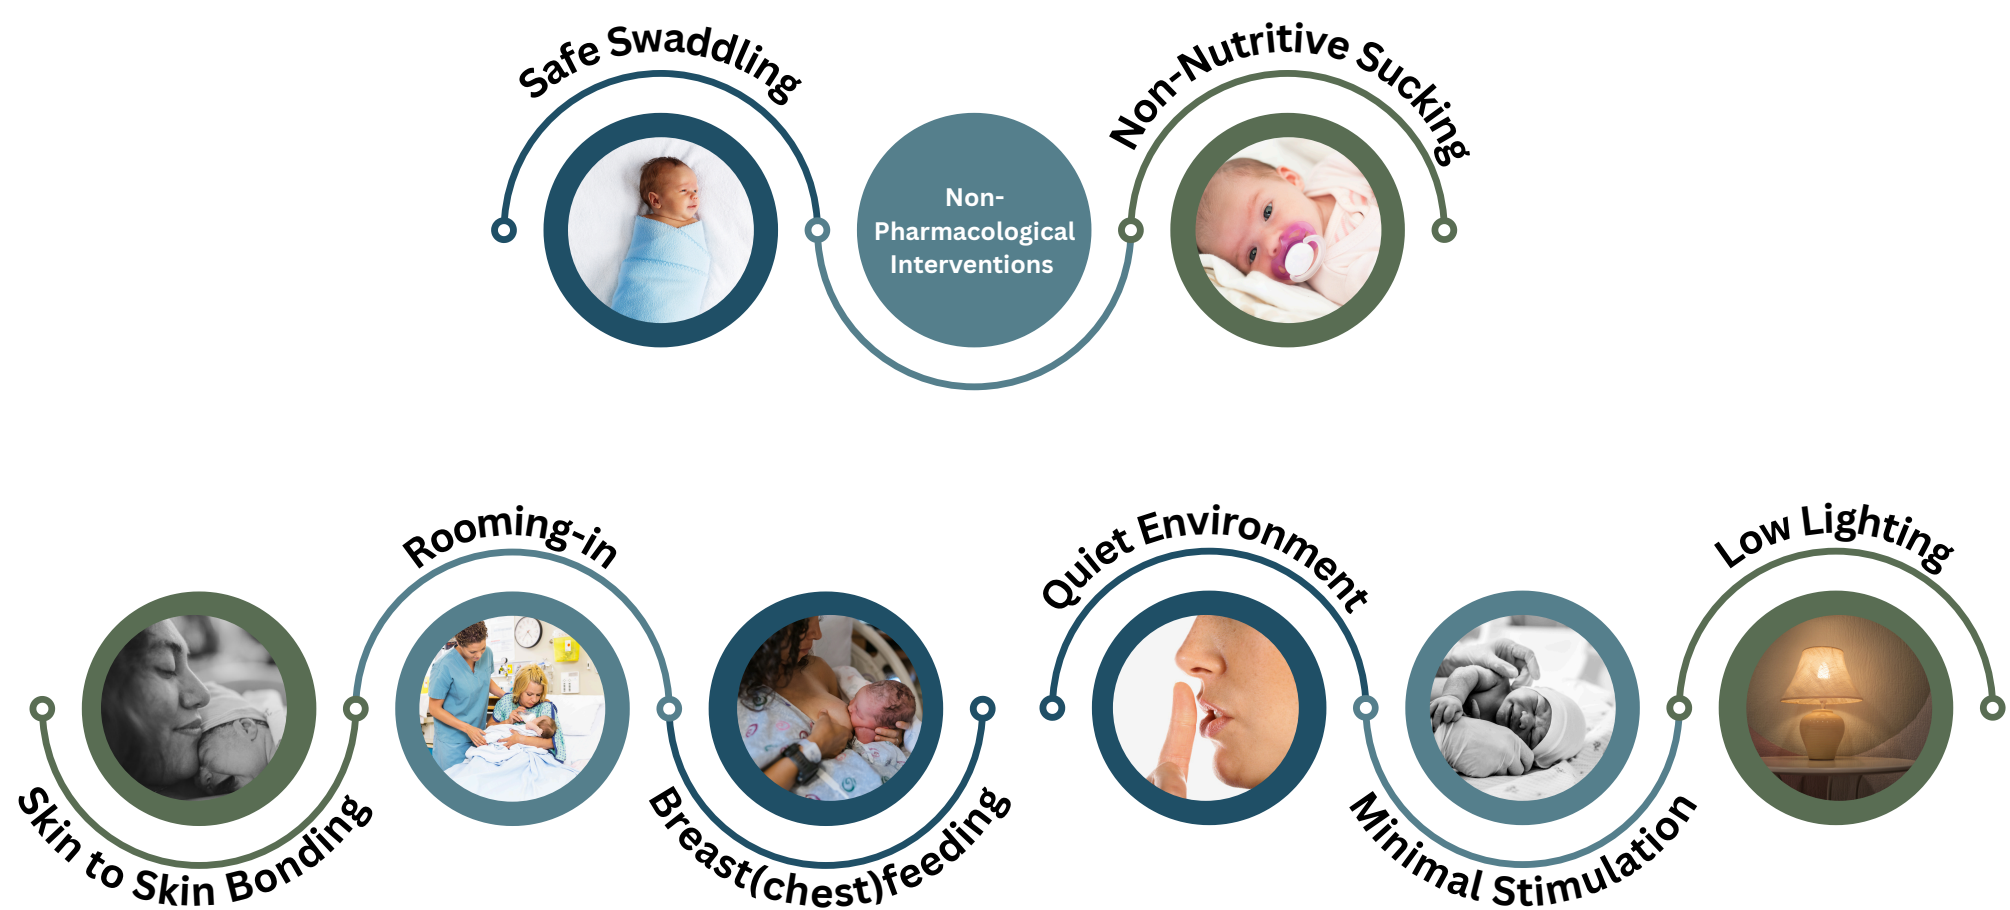 Safe Swaddling
Non-
Pharmacological
Interventions
Non-Nutritive Sucking
Skin to Skin Bonding
Rooming-in
Breast(chest)feeding
Quiet Environment
Minimal Stimulation
Low Lighting